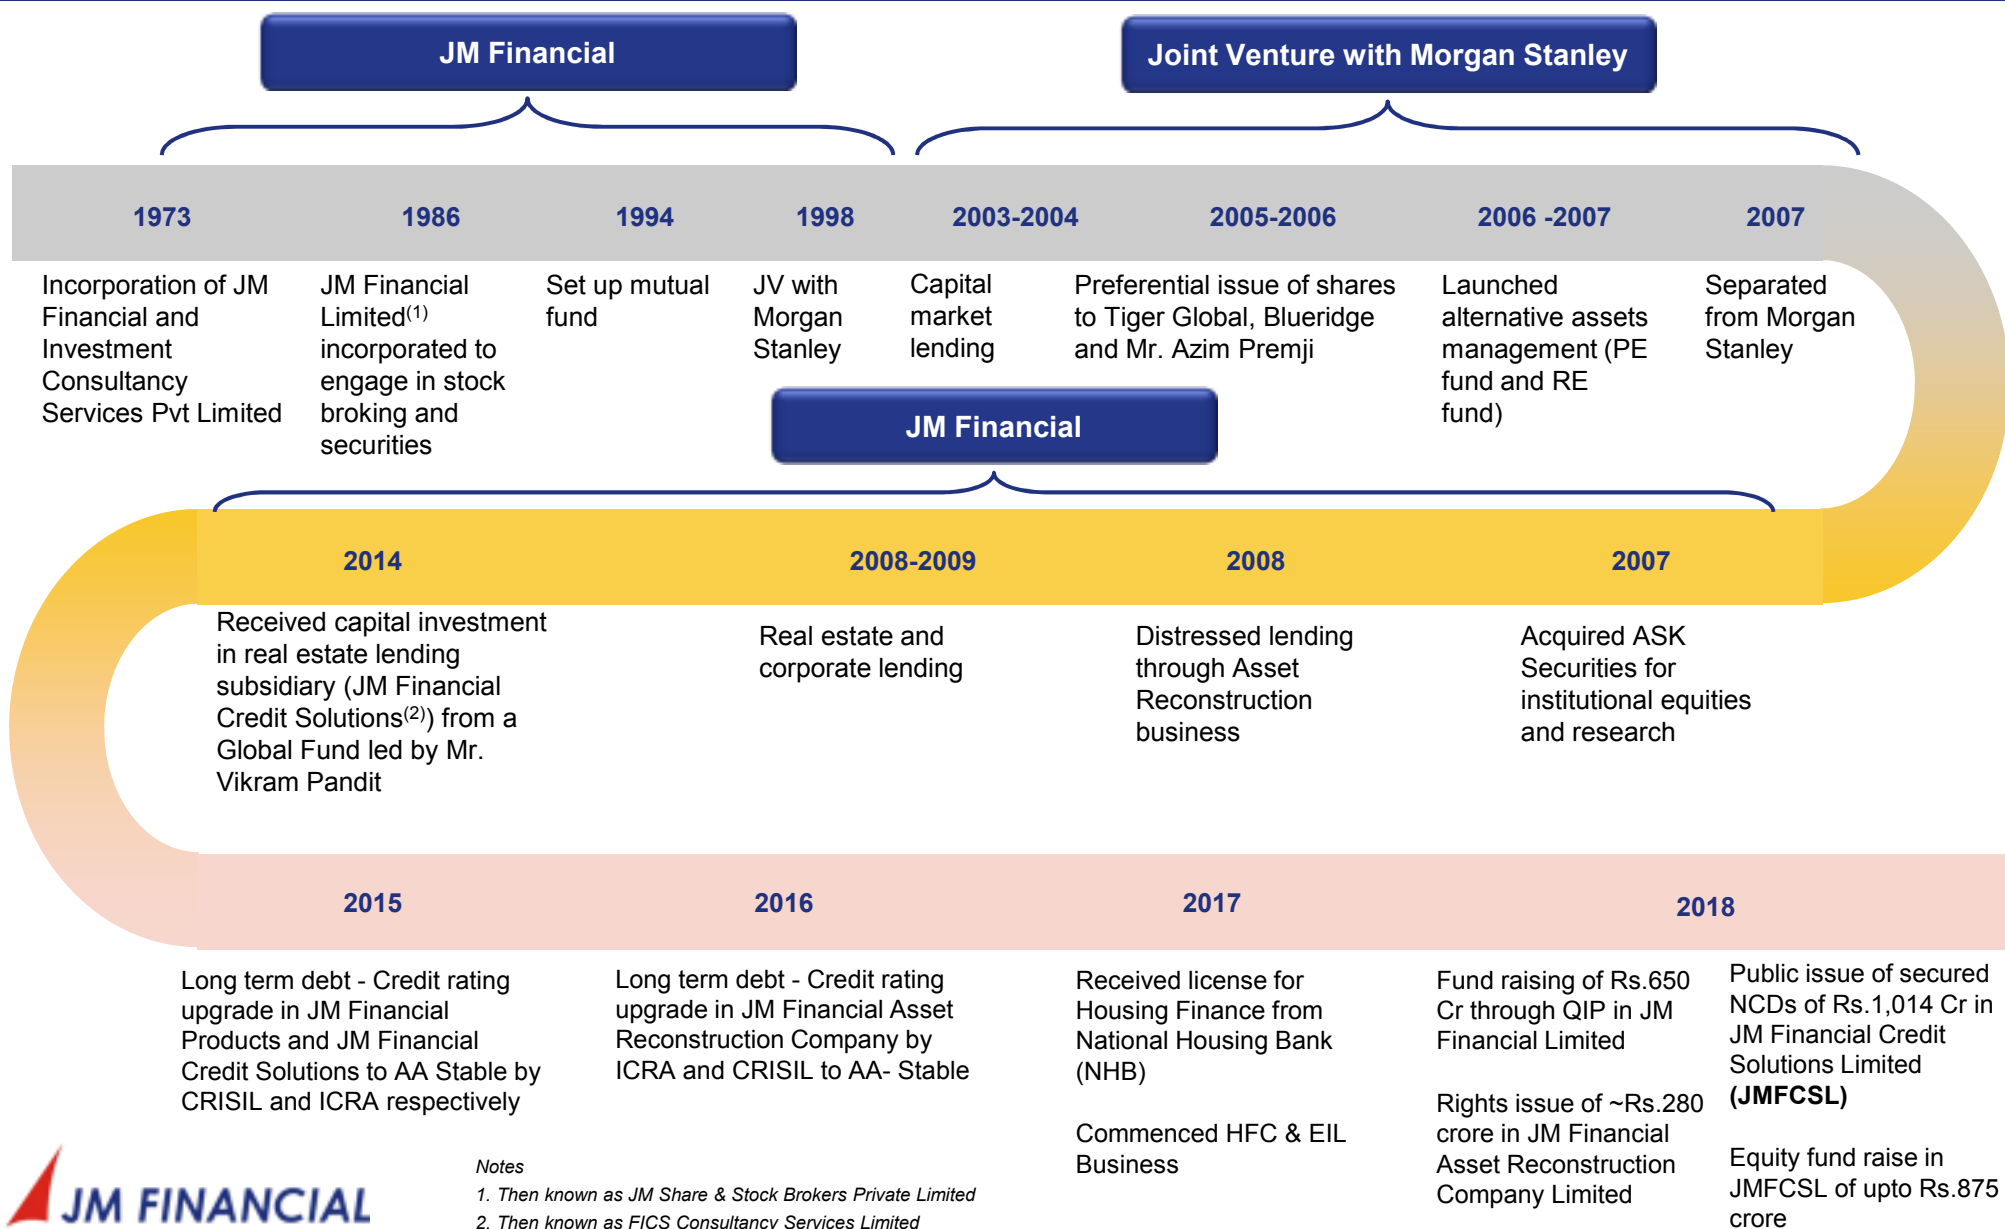 JM Financial
Joint Venture with Morgan Stanley
1973
1986
1994
1998
2003-2004
2005-2006
2006 -2007
2007
Incorporation of JM
Financial and
Investment
Consultancy
Services Pvt Limited
JM Financial
Limited(1)
incorporated to
engage in stock
broking and
securities
Set up mutual
fund
JV with
Morgan
Stanley
Capital
market
lending
Preferential issue of shares
to Tiger Global, Blueridge
and Mr. Azim Premji
Launched
alternative assets
management (PE
fund and RE
fund)
Separated
from Morgan
Stanley
JM Financial
2014
2008-2009
2008
2007
Received capital investment
in real estate lending
subsidiary (JM Financial
Credit Solutions(2)) from a
Global Fund led by Mr.
Vikram Pandit
Real estate and
corporate lending
Distressed lending
through Asset
Reconstruction
business
Acquired ASK
Securities for
institutional equities
and research
2015
2016
2017
2018
Long term debt - Credit rating
upgrade in JM Financial
Products and JM Financial
Credit Solutions to AA Stable by
CRISIL and ICRA respectively
Long term debt - Credit rating
upgrade in JM Financial Asset
Reconstruction Company by
ICRA and CRISIL to AA- Stable
Received license for
Housing Finance from
National Housing Bank
(NHB)
Commenced HFC & EIL
Business
Fund raising of Rs.650
Cr through QIP in JM
Financial Limited
Rights issue of ~Rs.280
crore in JM Financial
Asset Reconstruction
Company Limited
Public issue of secured
NCDs of Rs.1,014 Cr in
JM Financial Credit
Solutions Limited
(JMFCSL)
Equity fund raise in
JMFCSL of upto Rs.875
crore
JM FINANCIAL
Notes
1. Then known as JM Share & Stock Brokers Private Limited
2. Then known as FICS Consultancy Services Limited